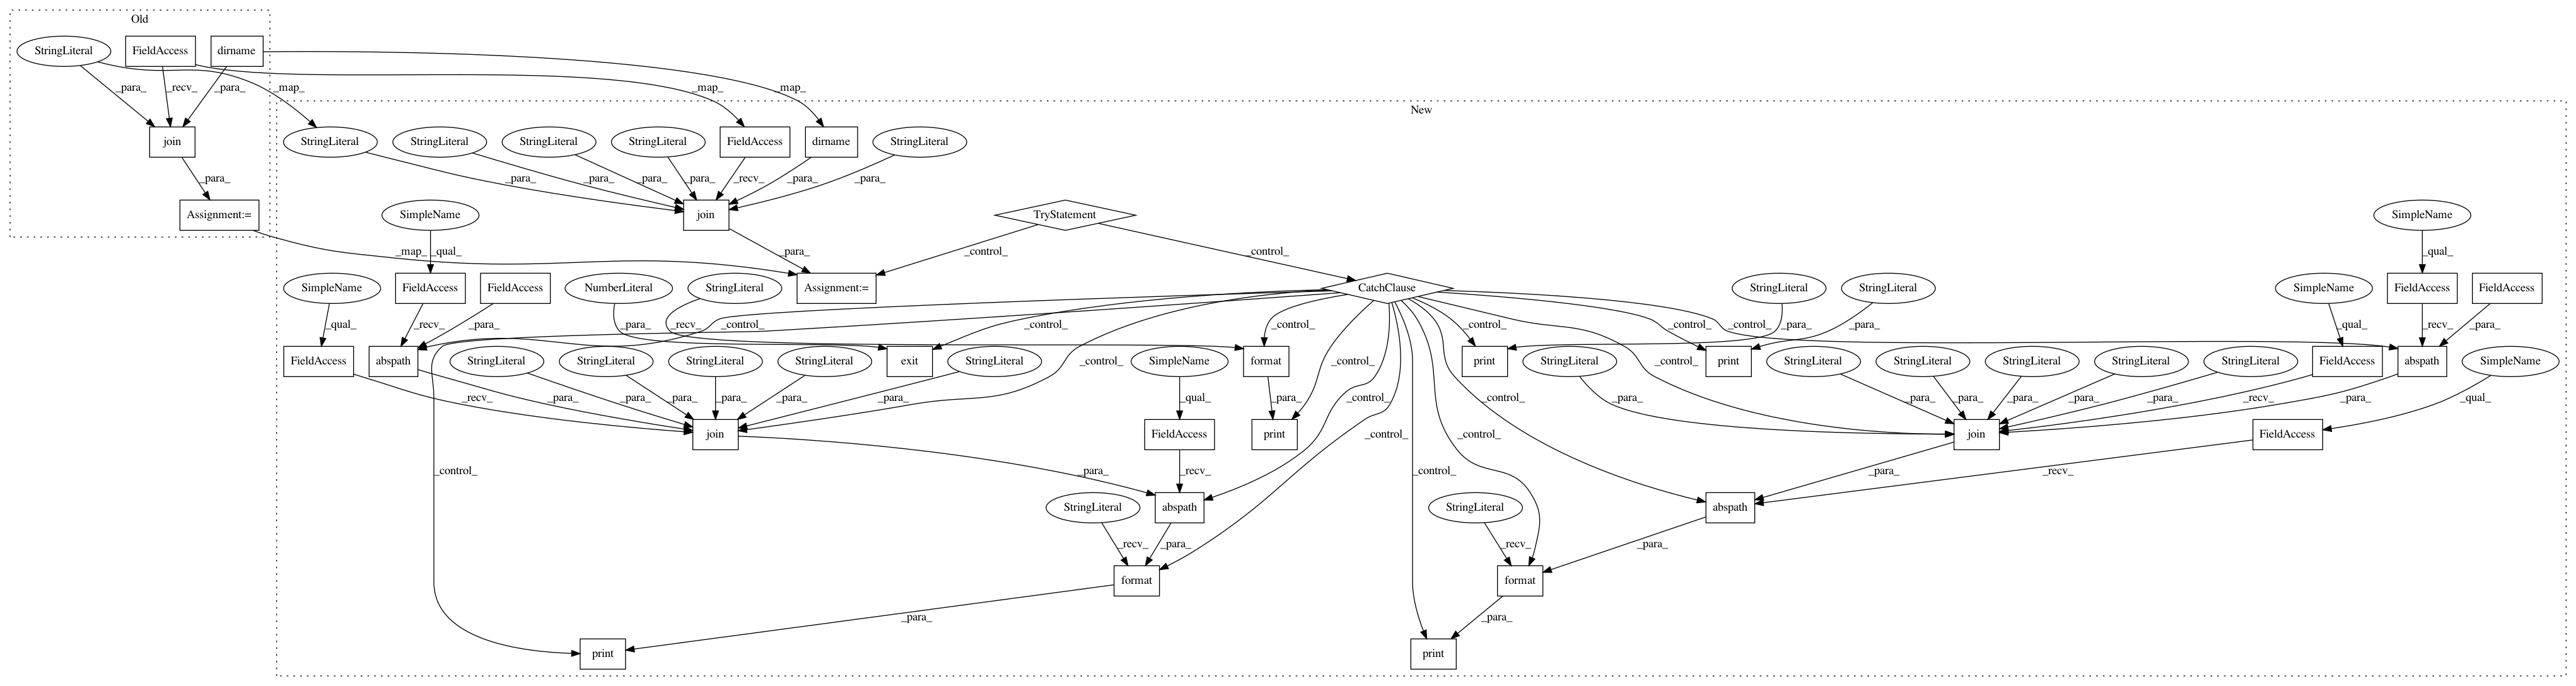 Old
StringLiteral
FieldAccess
dirname
_para_
_recv_
_para_
_map_
_map_
_map_
New
join
StringLiteral
StringLiteral
StringLiteral
StringLiteral
FieldAccess
dirname
StringLiteral
_para_
_para_
_para_
_para_
_para_
_recv_
_para_
_para_
Assignment:=
SimpleName
join
TryStatement
SimpleName
_map_
_qual_
_para_
_control_
_control_
_qual_
SimpleName
FieldAccess
FieldAccess
NumberLiteral
StringLiteral
Assignment:=
CatchClause
StringLiteral
StringLiteral
SimpleName
FieldAccess
FieldAccess
_qual_
_recv_
_para_
_para_
_recv_
_control_
_control_
_control_
_control_
_para_
_control_
_para_
_control_
_qual_
_recv_
_para_
FieldAccess
abspath
StringLiteral
StringLiteral
StringLiteral
StringLiteral
exit
StringLiteral
SimpleName
format
print
StringLiteral
print
StringLiteral
StringLiteral
StringLiteral
StringLiteral
StringLiteral
FieldAccess
abspath
SimpleName
_control_
_control_
_control_
_recv_
_para_
_para_
_para_
_para_
_para_
_para_
_qual_
_para_
_para_
_para_
_para_
_para_
_para_
_para_
_recv_
_para_
_qual_
_control_
_control_
join
FieldAccess
print
join
FieldAccess
_control_
_control_
_control_
_control_
_para_
_recv_
_para_
_recv_
StringLiteral
abspath
StringLiteral
abspath
_recv_
_para_
_recv_
_para_
format
format
_para_
_para_
print
print